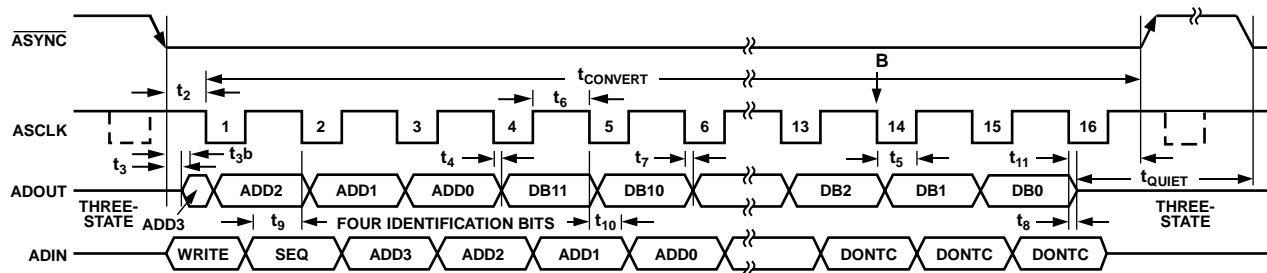 ASYNC
B
t2
tCONVERT
t6
ASCLK
1 2 3 4 5 6 13 14 15 16
t3b
t3
t4
t7
t5
t11
tQUIET
ADOUT
ADD2 ADD1 ADD0 DB11 DB10 DB2 DB1 DB0
THREE-
STATE
ADD3
t9
FOUR IDENTIFICATION BITS
t10
t8
THREE-
STATE
ADIN
WRITE SEQ ADD3 ADD2 ADD1 ADD0 DONTC DONTC DONTC